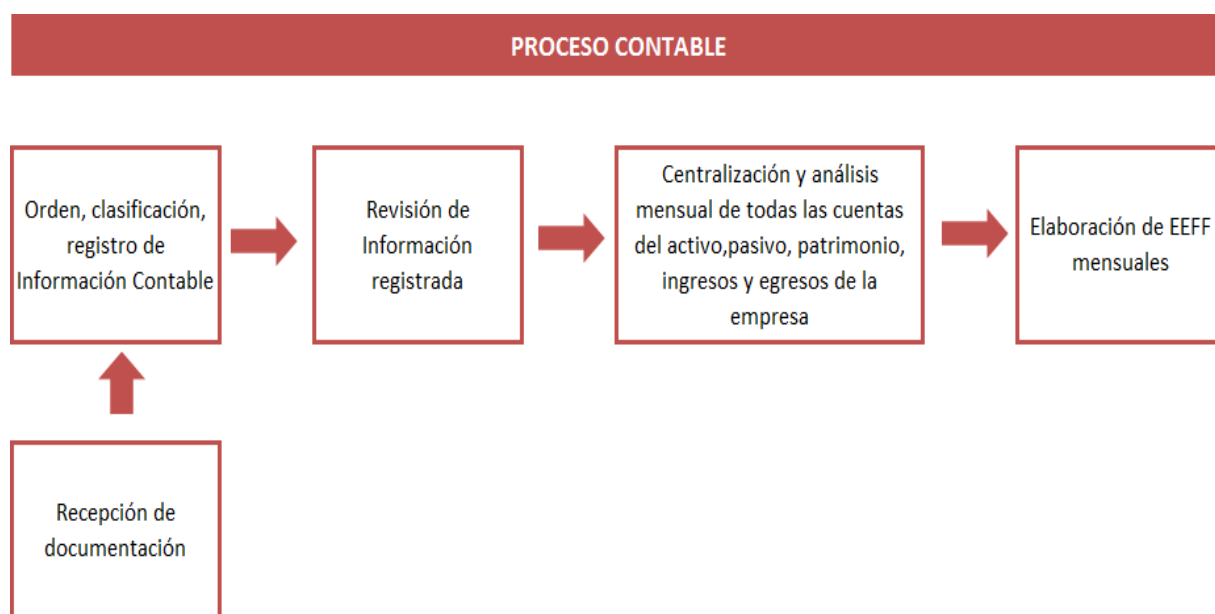 PROCESO CONTABLE
Orden, clasificación,
registro de
Información Contable
Revisión de
Información
registrada
Centralización y análisis
mensual de todas las cuentas
del activo,pasivo, patrimonio,
ingresos y egresos de la
empresa
Elaboración de EEFF
mensuales
Recepción de
documentación